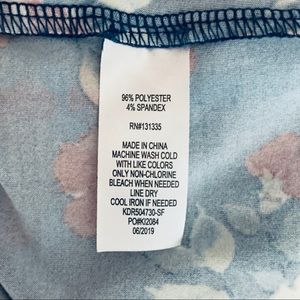 96% POLYESTER
4% SPANDEX
RN#131335
MADE IN CHINA
MACHINE WASH COLD
WITH LIKE COLORS
ONLY NON-CHLORINE
BLEACH WHEN NEEDED
LINE DRY
COOL IRON IF NEEDED
KDR504730-SF
PO#KI2084
06/2019